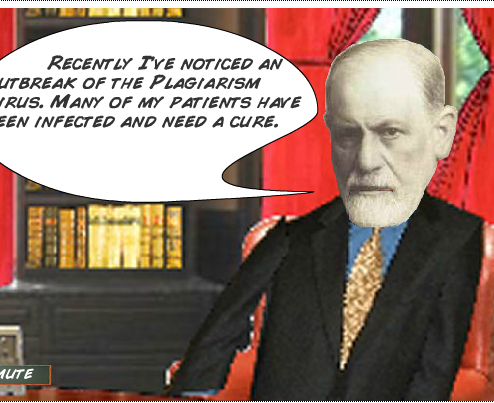 RECENTLY I'VE NOTICED AN
UTBREAK OF THE PLAGIARISM
IRUS. MANY OF MY PATIENTS HAVE
EEN INFECTED AND NEED A CURE.
MUTE